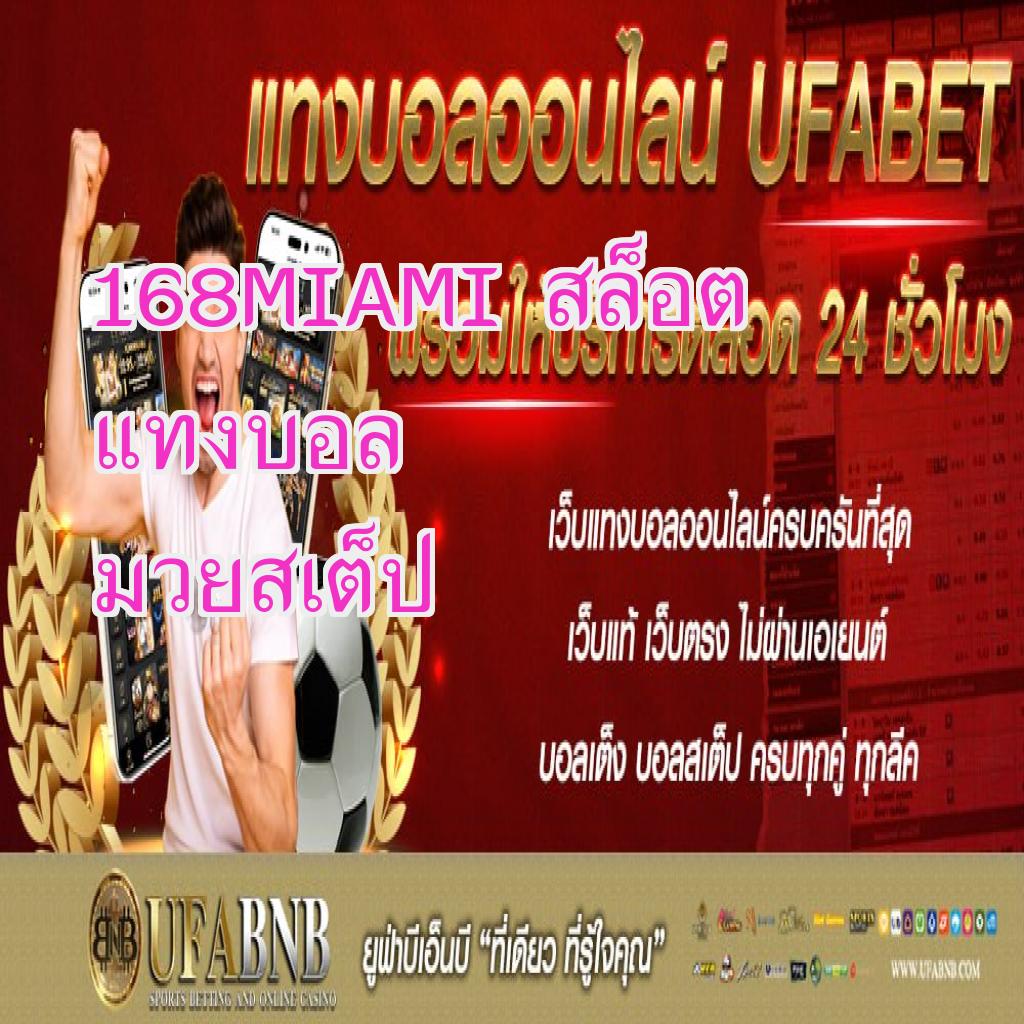 แทงบอลออนไลน์ UFABET
168MIAMI สล็อต
พร้อมให้บริการตลอด 24 ชั่วโมง
แทงบอล
มวยสเต็ป
เว็บแทงบอลออนไลน์ครบครันที่สุด
เว็บแท้ เว็บตรง ไม่ผ่านเอเยนต์
บอลเต็ง บอลสเต็ป ครบทุกคู่ ทุกลีค
UFABNB
SPORTS BETTING AND ONLINE CASINO
ยูฟ่าบีเอ็นบี “ที่เดียว ที่รู้ใจคุณ”
WWW.UFABNB.COM